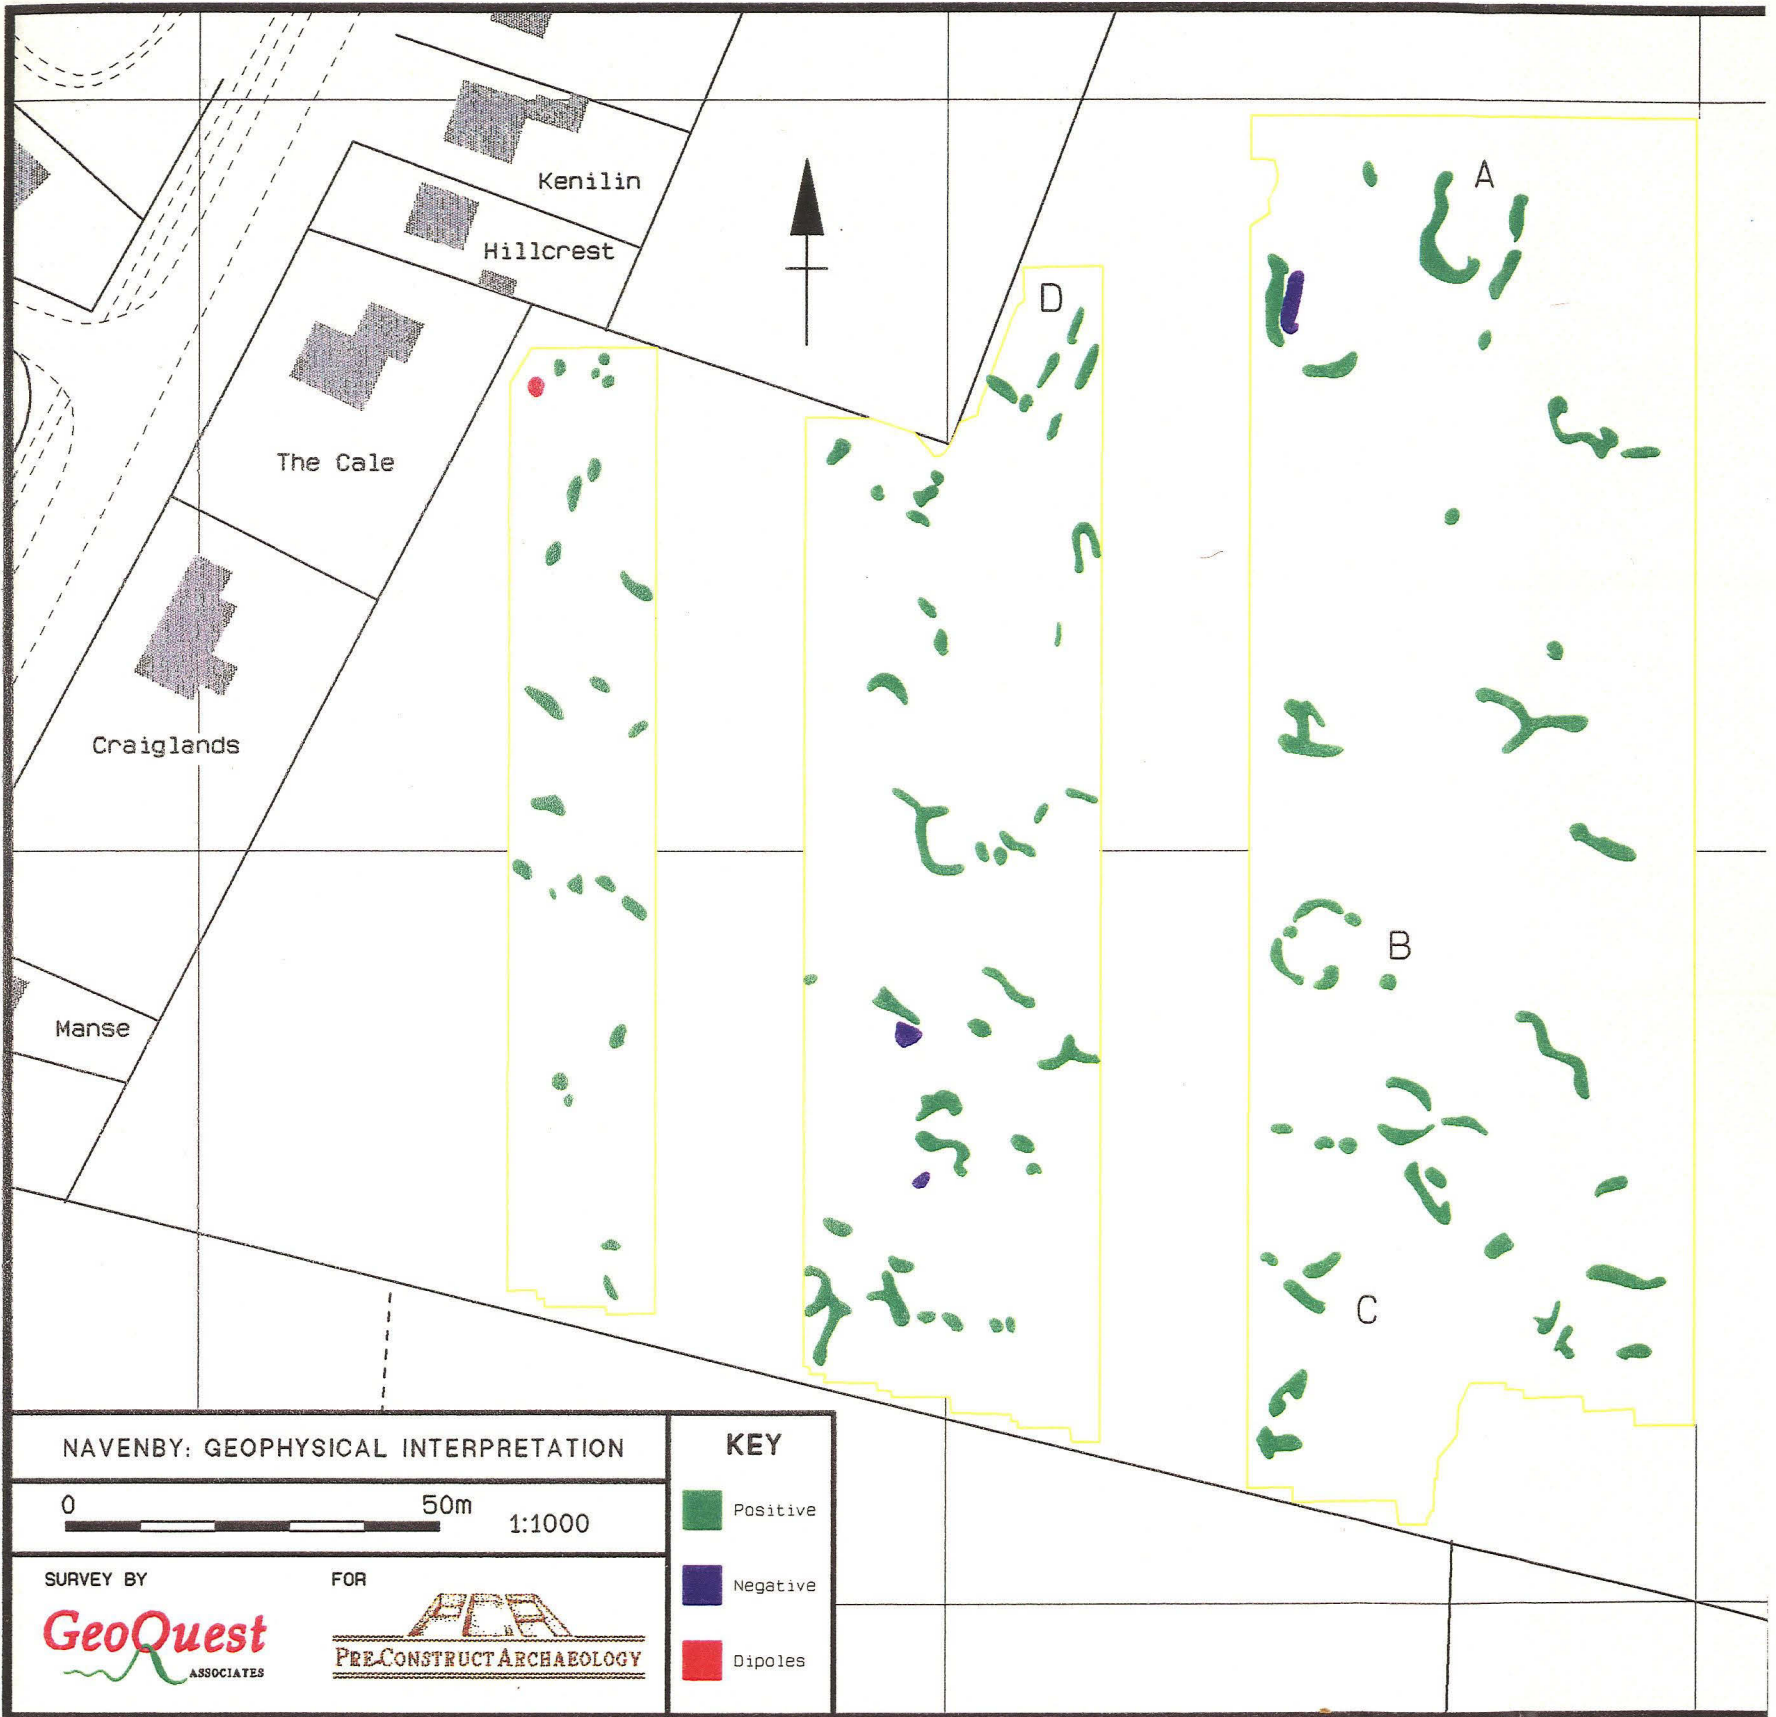 A
Kenilin
Hillcrest
D
The Cale
Craiglands
B
Manse
C
NAVENBY: GEOPHYSICAL INTERPRETATION
0 50m
1:1000
SURVEY BY
GeoQuest
ASSOCIATES
FOR
PRE-CONSTRUCT ARCHAEOLOGY
KEY
Positive
Negative
Dipoles